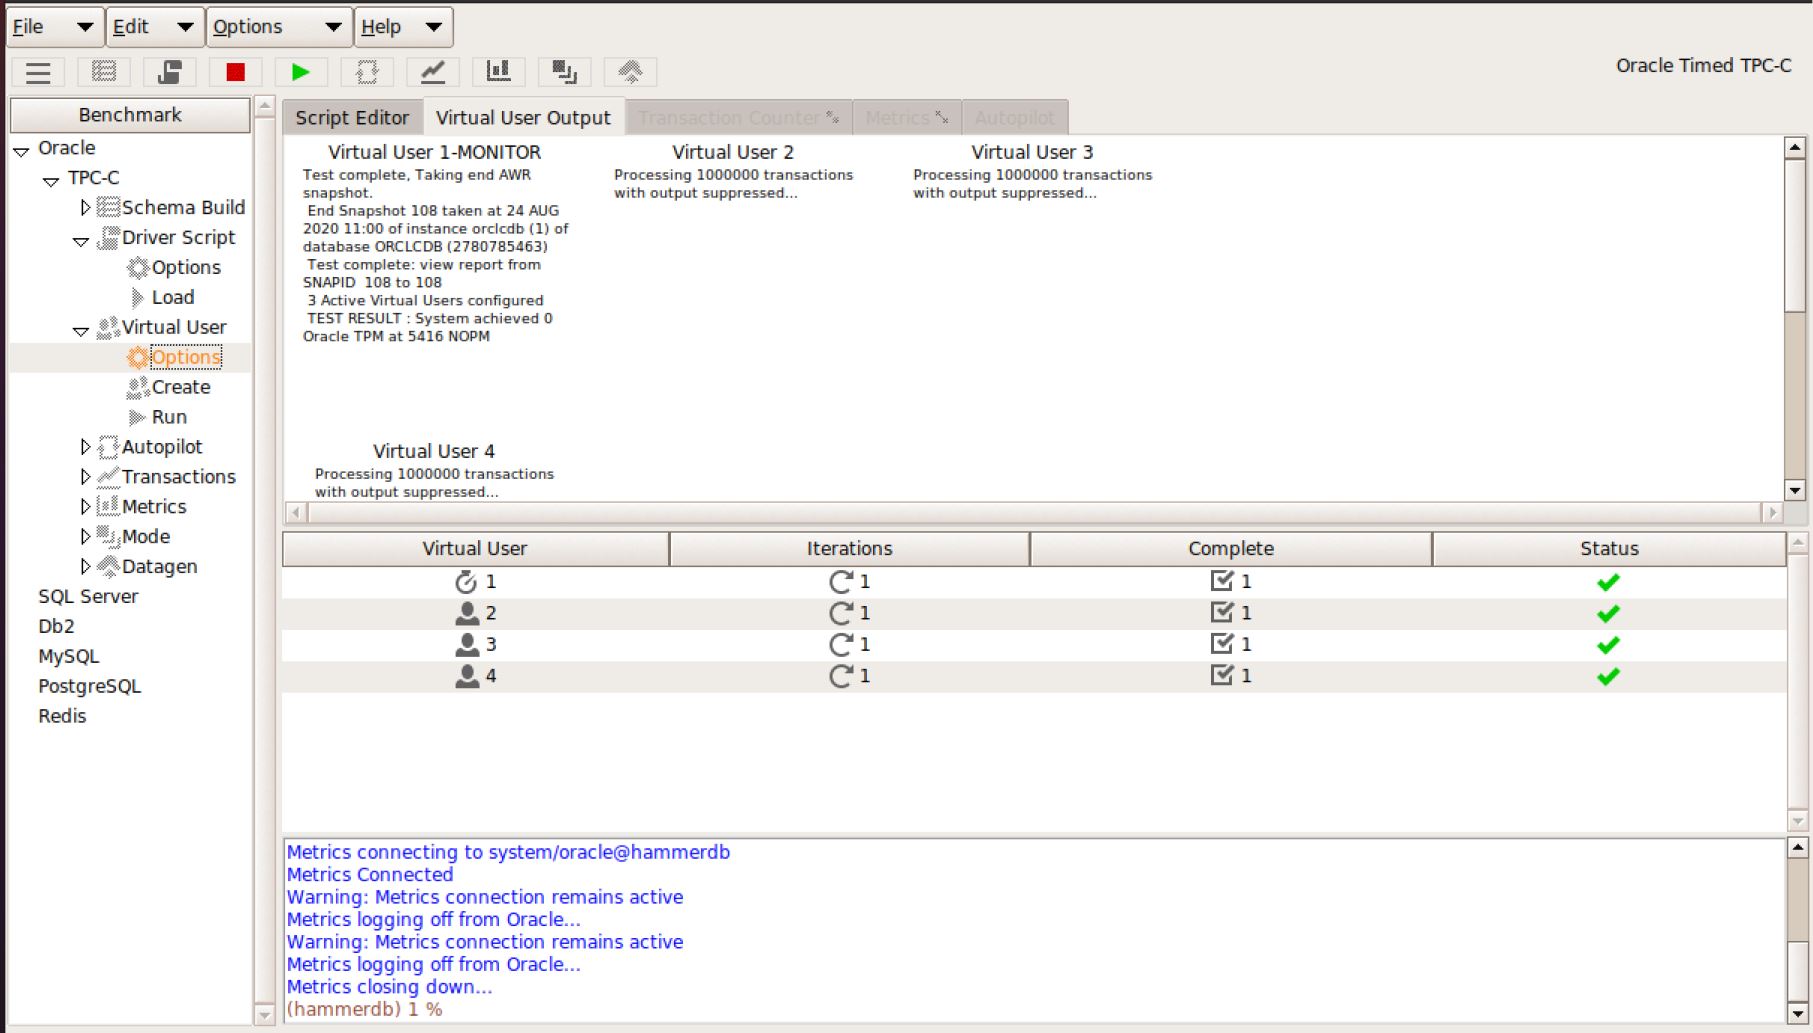 File
Edit
Options
Help
Oracle Timed TPC-C
Benchmark
Oracle
TPC-C
Schema Build
Driver Script
Options
Load
Virtual User
Options
Create
Run
Autopilot
Transactions
Metrics
Mode
Datagen
SQL Server
Db2
MySQL
PostgreSQL
Redis
Script Editor
Virtual User Output
Transaction Counter
Metrics
Autopilot
Virtual User 1-MONITOR
Test complete, Taking end AWR
snapshot.
End Snapshot 108 taken at 24 AUG
2020 11:00 of instance orclcdb (1) of
database ORCLCDB (2780785463)
Test complete: view report from
SNAPID 108 to 108
3 Active Virtual Users configured
TEST RESULT : System achieved 0
Oracle TPM at 5416 NOPM
Virtual User 2
Processing 1000000 transactions
with output suppressed...
Virtual User 3
Processing 1000000 transactions
with output suppressed...
Virtual User 4
Processing 1000000 transactions
with output suppressed...
Virtual User Iterations Complete Status
1 1 1
2 1 1
3 1 1
4 1 1
Metrics connecting to system/oracle@hammerdb
Metrics Connected
Warning: Metrics connection remains active
Metrics logging off from Oracle...
Warning: Metrics connection remains active
Metrics logging off from Oracle...
Metrics closing down...
(hammerdb) 1 %